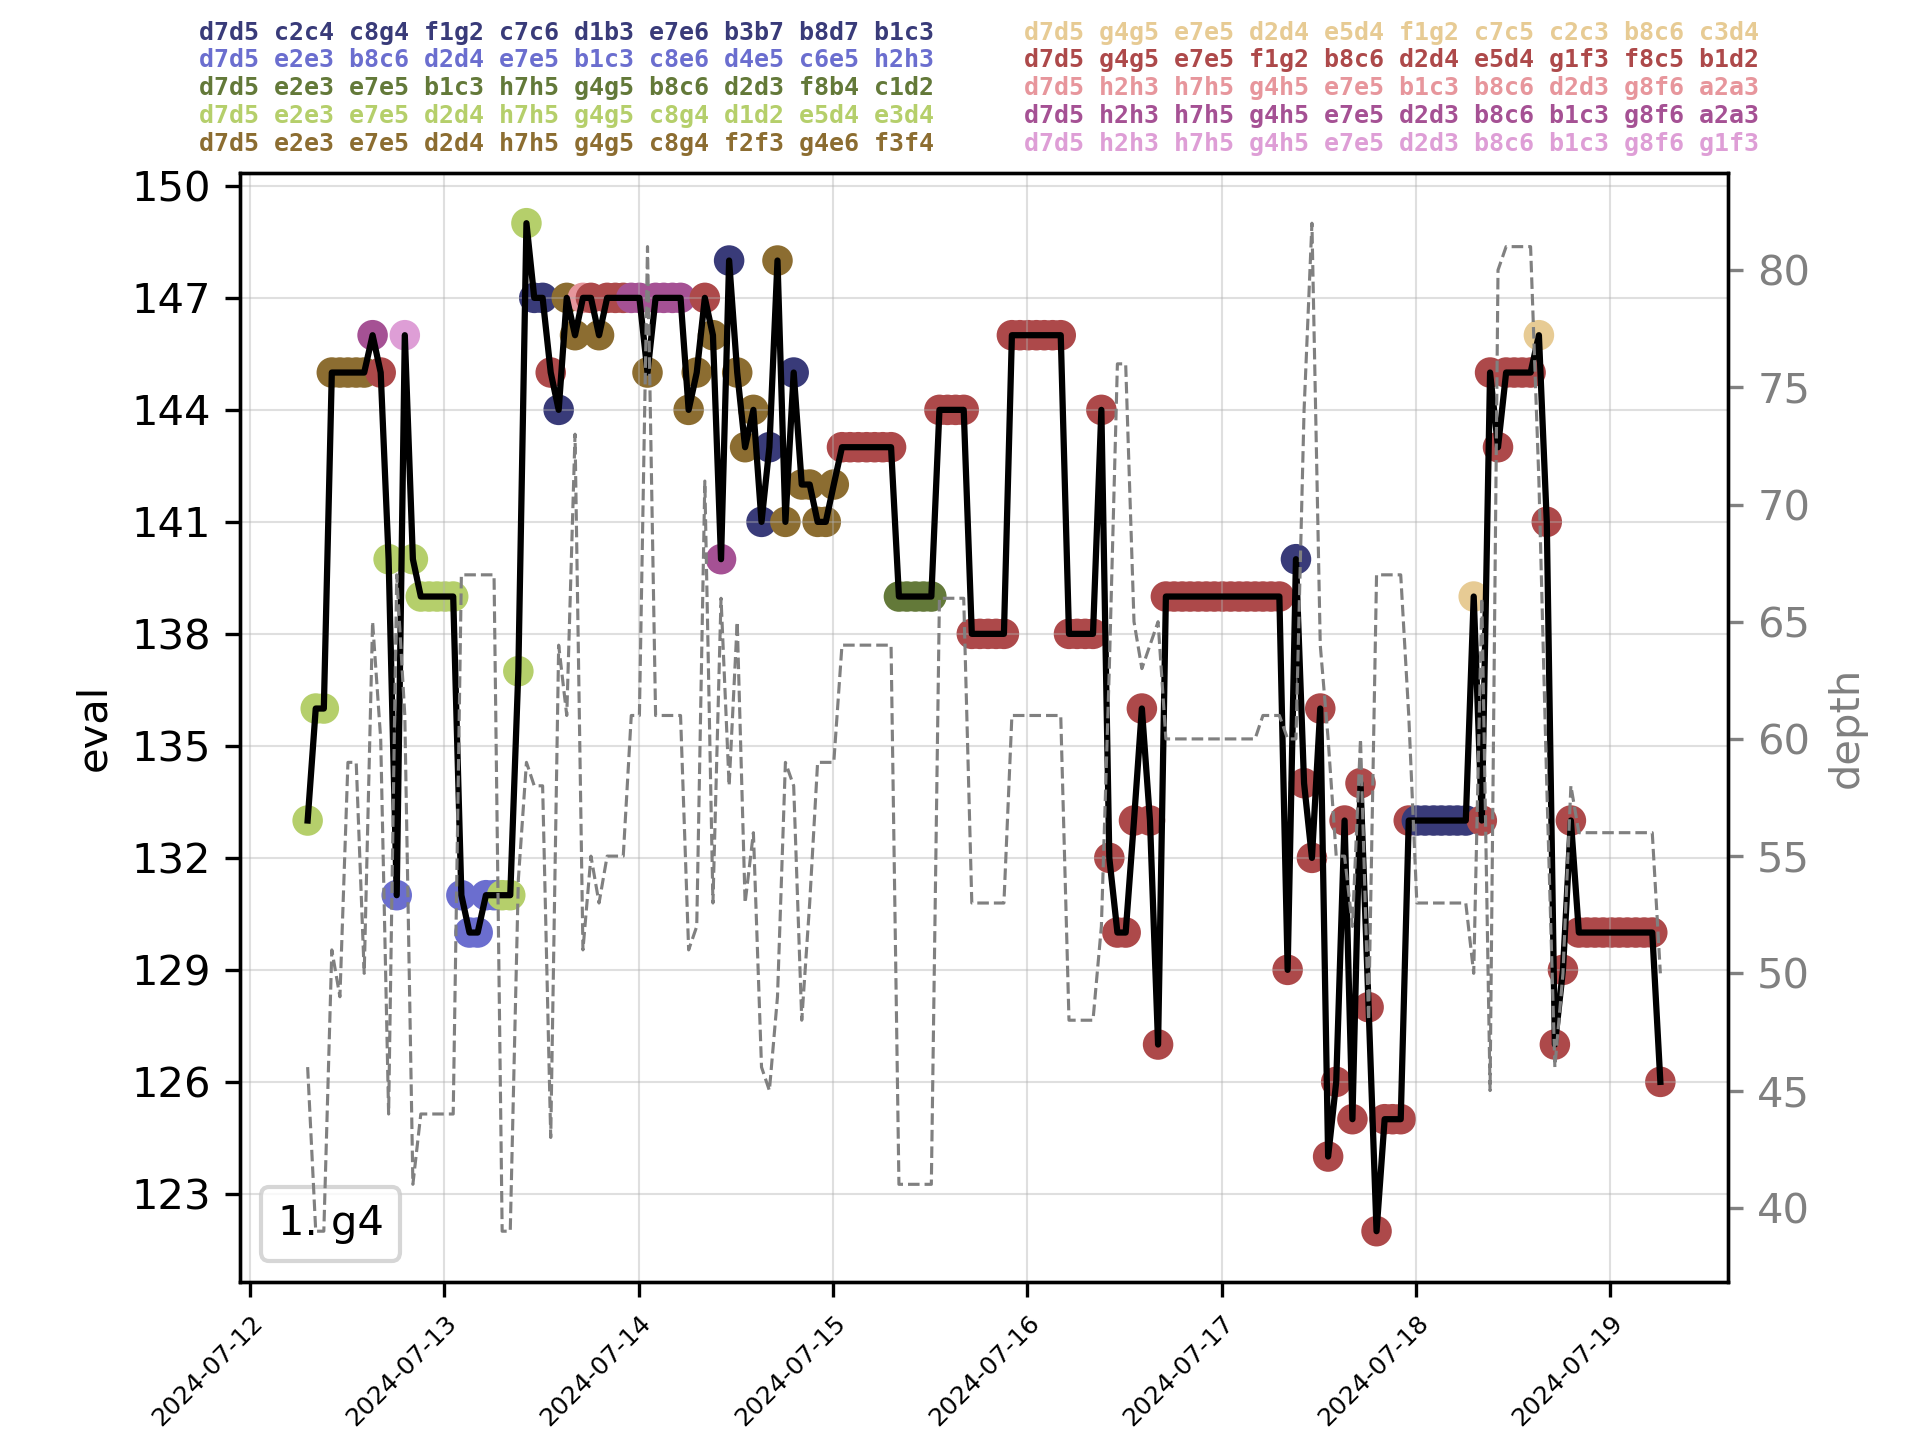 d7d5 c2c4 c8g4 f1g2 c7c6 d1b3 e7e6 b3b7 b8d7 b1c3
d7d5 e2e3 b8c6 d2d4 e7e5 b1c3 c8e6 d4e5 c6e5 h2h3
d7d5 e2e3 e7e5 b1c3 h7h5 g4g5 b8c6 d2d3 f8b4 c1d2
d7d5 e2e3 e7e5 d2d4 h7h5 g4g5 c8g4 d1d2 e5d4 e3d4
d7d5 e2e3 e7e5 d2d4 h7h5 g4g5 c8g4 f2f3 g4e6 f3f4
d7d5 g4g5 e7e5 d2d4 e5d4 f1g2 c7c5 c2c3 b8c6 c3d4
d7d5 g4g5 e7e5 f1g2 b8c6 d2d4 e5d4 g1f3 f8c5 b1d2
d7d5 h2h3 h7h5 g4h5 e7e5 b1c3 b8c6 d2d3 g8f6 a2a3
d7d5 h2h3 h7h5 g4h5 e7e5 d2d3 b8c6 b1c3 g8f6 a2a3
d7d5 h2h3 h7h5 g4h5 e7e5 d2d3 b8c6 b1c3 g8f6 g1f3
150
147
144
141
138
135
132
129
126
123
eval
80
75
70
65
60
55
50
45
40
depth
1. g4
2024-07-12
2024-07-13
2024-07-14
2024-07-15
2024-07-16
2024-07-17
2024-07-18
2024-07-19